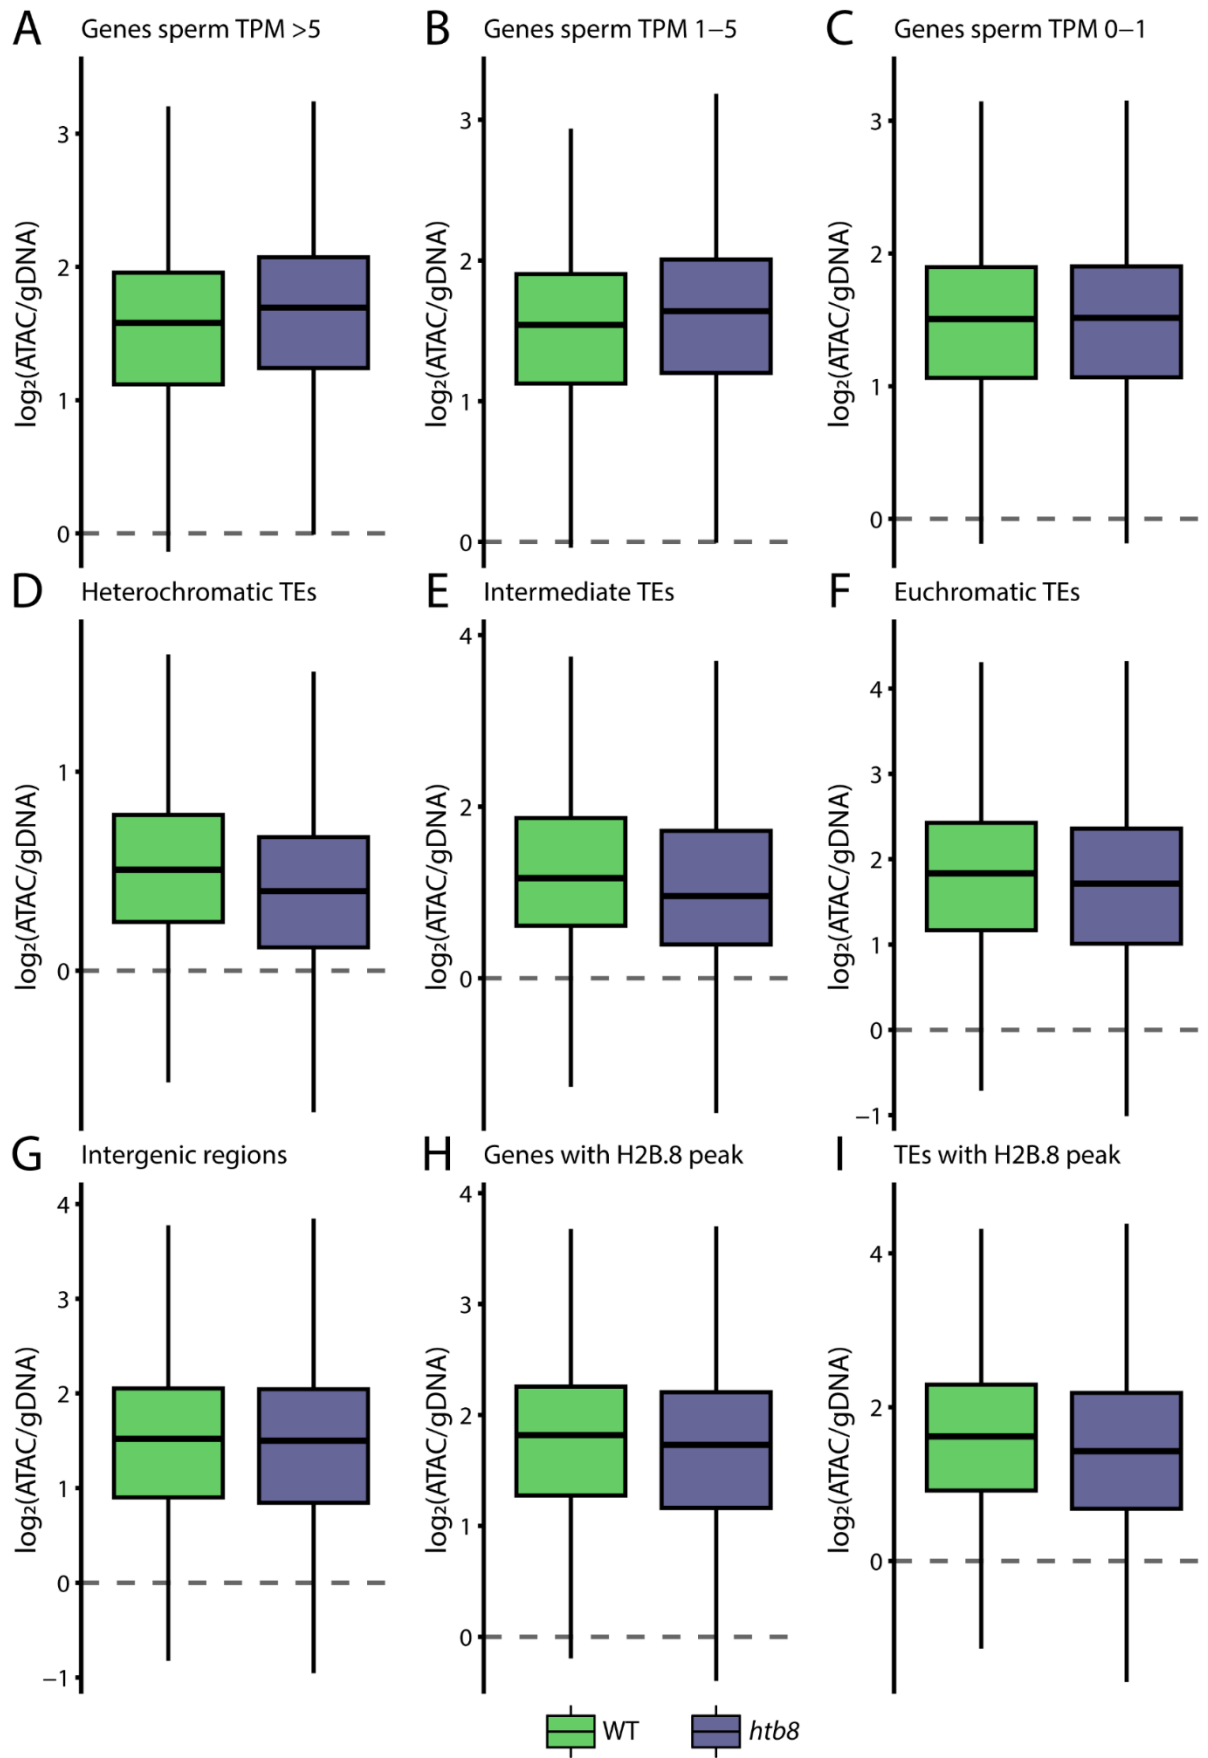 A Genes sperm TPM >5
B Genes sperm TPM 1–5
C Genes sperm TPM 0–1
log₂(ATAC/gDNA)
3
2
1
0
log₂(ATAC/gDNA)
3
2
1
0
log₂(ATAC/gDNA)
3
2
1
0
D Heterochromatic TEs
E Intermediate TEs
F Euchromatic TEs
log₂(ATAC/gDNA)
1
0
log₂(ATAC/gDNA)
4
2
0
log₂(ATAC/gDNA)
4
3
2
1
0
−1
G Intergenic regions
H Genes with H2B.8 peak
I TEs with H2B.8 peak
log₂(ATAC/gDNA)
4
3
2
1
0
−1
log₂(ATAC/gDNA)
4
3
2
1
0
log₂(ATAC/gDNA)
4
2
0
WT
htb8